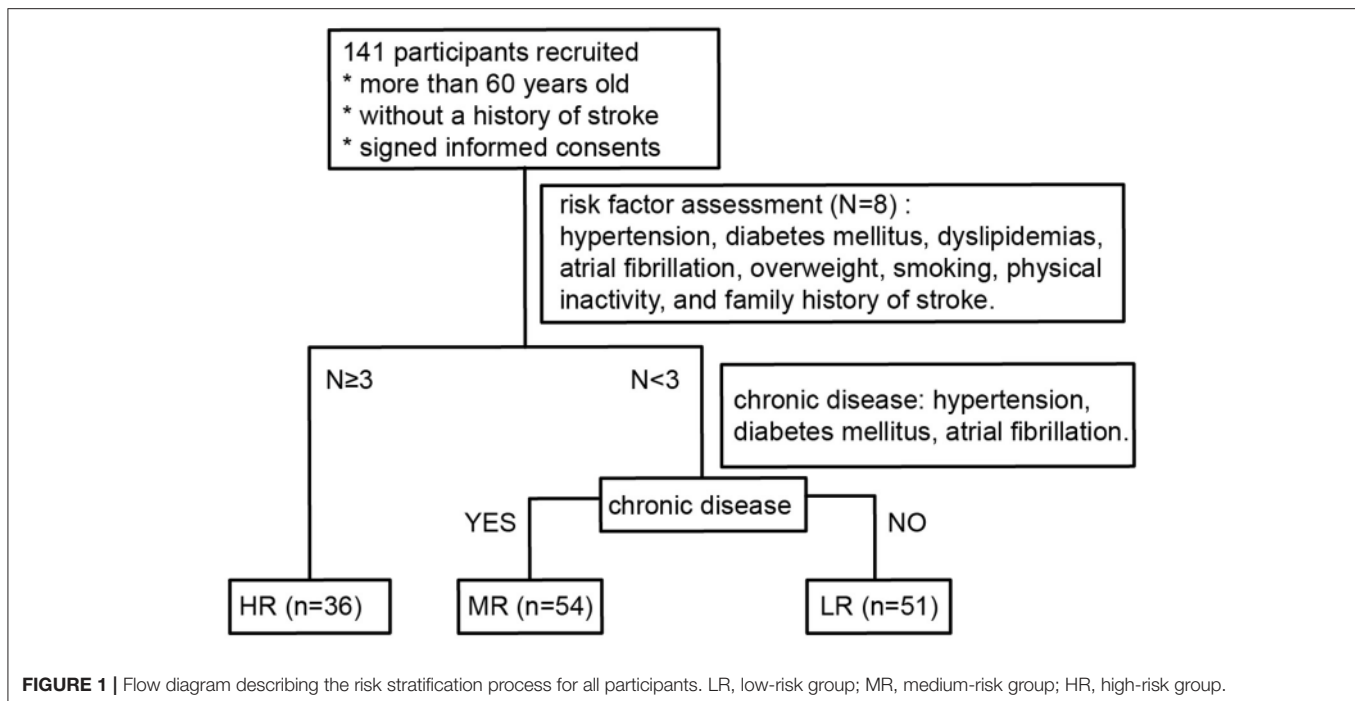 141 participants recruited
* more than 60 years old
* without a history of stroke
* signed informed consents
risk factor assessment (N=8) :
hypertension, diabetes mellitus, dyslipidemias,
atrial fibrillation, overweight, smoking, physical
inactivity, and family history of stroke.
N≥3
N<3
chronic disease: hypertension,
diabetes mellitus, atrial fibrillation.
chronic disease
YES
NO
HR (n=36)
MR (n=54)
LR (n=51)
FIGURE 1 | Flow diagram describing the risk stratification process for all participants. LR, low-risk group; MR, medium-risk group; HR, high-risk group.